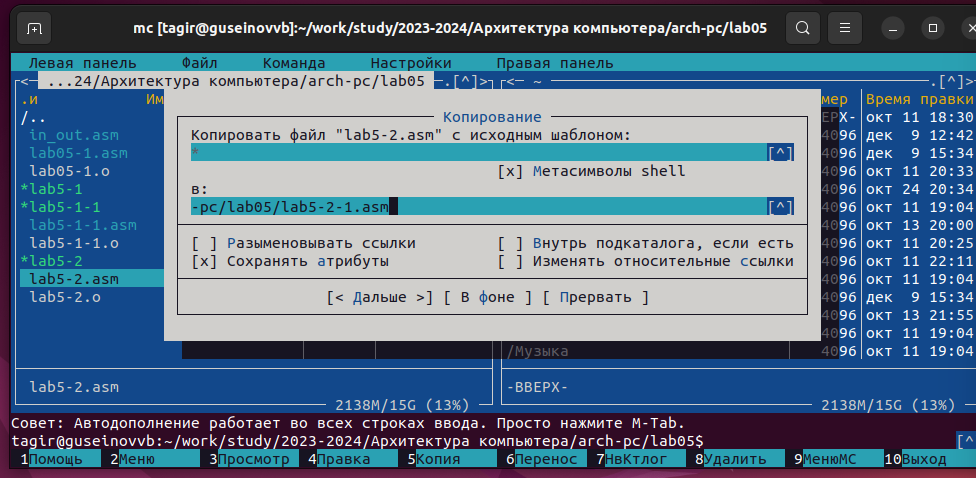 mc [tagir@guseinovvb]:~/work/study/2023-2024/Архитектура компьютера/arch-pc/lab05
Левая панель Файл Команда Настройки Правая панель
<─ ...24/Архитектура компьютера/arch-pc/lab05 ─.[^]>
<─ ~ ─.[^]>
.и Им
мер Время правки
/..
ЕРХ- окт 11 18:30
in_out.asm
4096 дек 9 12:42
lab05-1.asm
4096 дек 9 15:34
lab05-1.o
4096 окт 11 20:33
*lab5-1
4096 окт 24 20:34
*lab5-1-1
4096 окт 11 19:04
lab5-1-1.asm
4096 окт 13 20:00
lab5-1-1.o
4096 окт 11 20:25
*lab5-2
4096 окт 11 22:11
lab5-2.asm
4096 окт 11 19:04
lab5-2.o
4096 дек 9 15:34
4096 окт 13 21:55
4096 окт 11 19:04
/Музыка 4096 окт 11 19:04
Копирование
Копировать файл "lab5-2.asm" с исходным шаблоном:
* [^]
[x] Метасимволы shell
в:
-pc/lab05/lab5-2-1.asm [^]
[ ] Разыменовывать ссылки [ ] Внутрь подкаталога, если есть
[x] Сохранять атрибуты [ ] Изменять относительные ссылки
[< Дальше >] [ В фоне ] [ Прервать ]
lab5-2.asm
-ВВЕРХ-
2138M/15G (13%)
2138M/15G (13%)
Совет: Автодополнение работает во всех строках ввода. Просто нажмите M-Tab.
tagir@guseinovvb:~/work/study/2023-2024/Архитектура компьютера/arch-pc/lab05$ [^
1Помощь 2Меню 3Просмотр 4Правка 5Копия 6Перенос 7НвКтлог 8Удалить 9МенюМС 10Выход